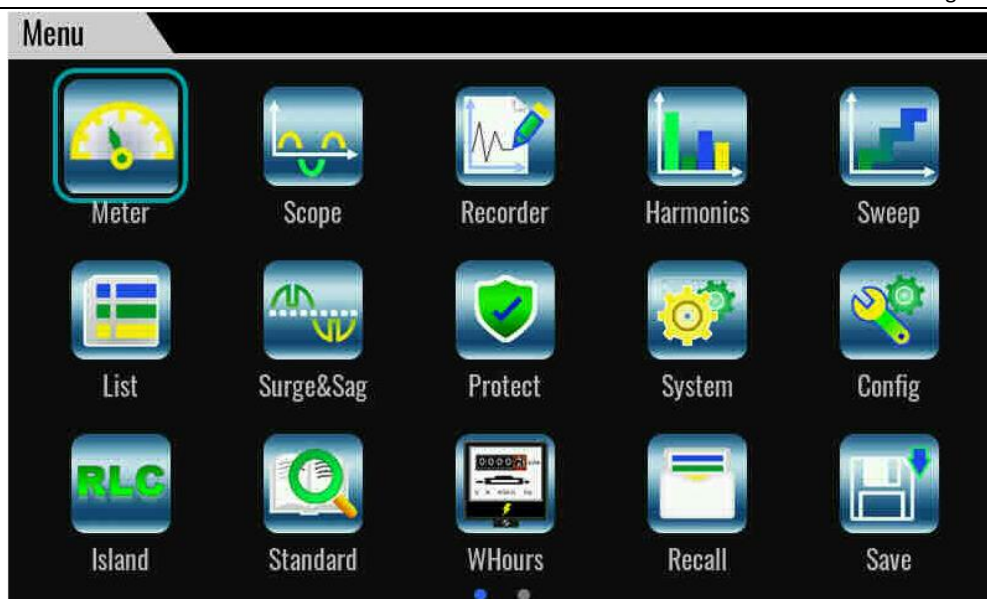 Menu
Meter Scope Recorder Harmonics Sweep
List Surge&Sag Protect System Config
RLC
Island Standard WHours Recall Save